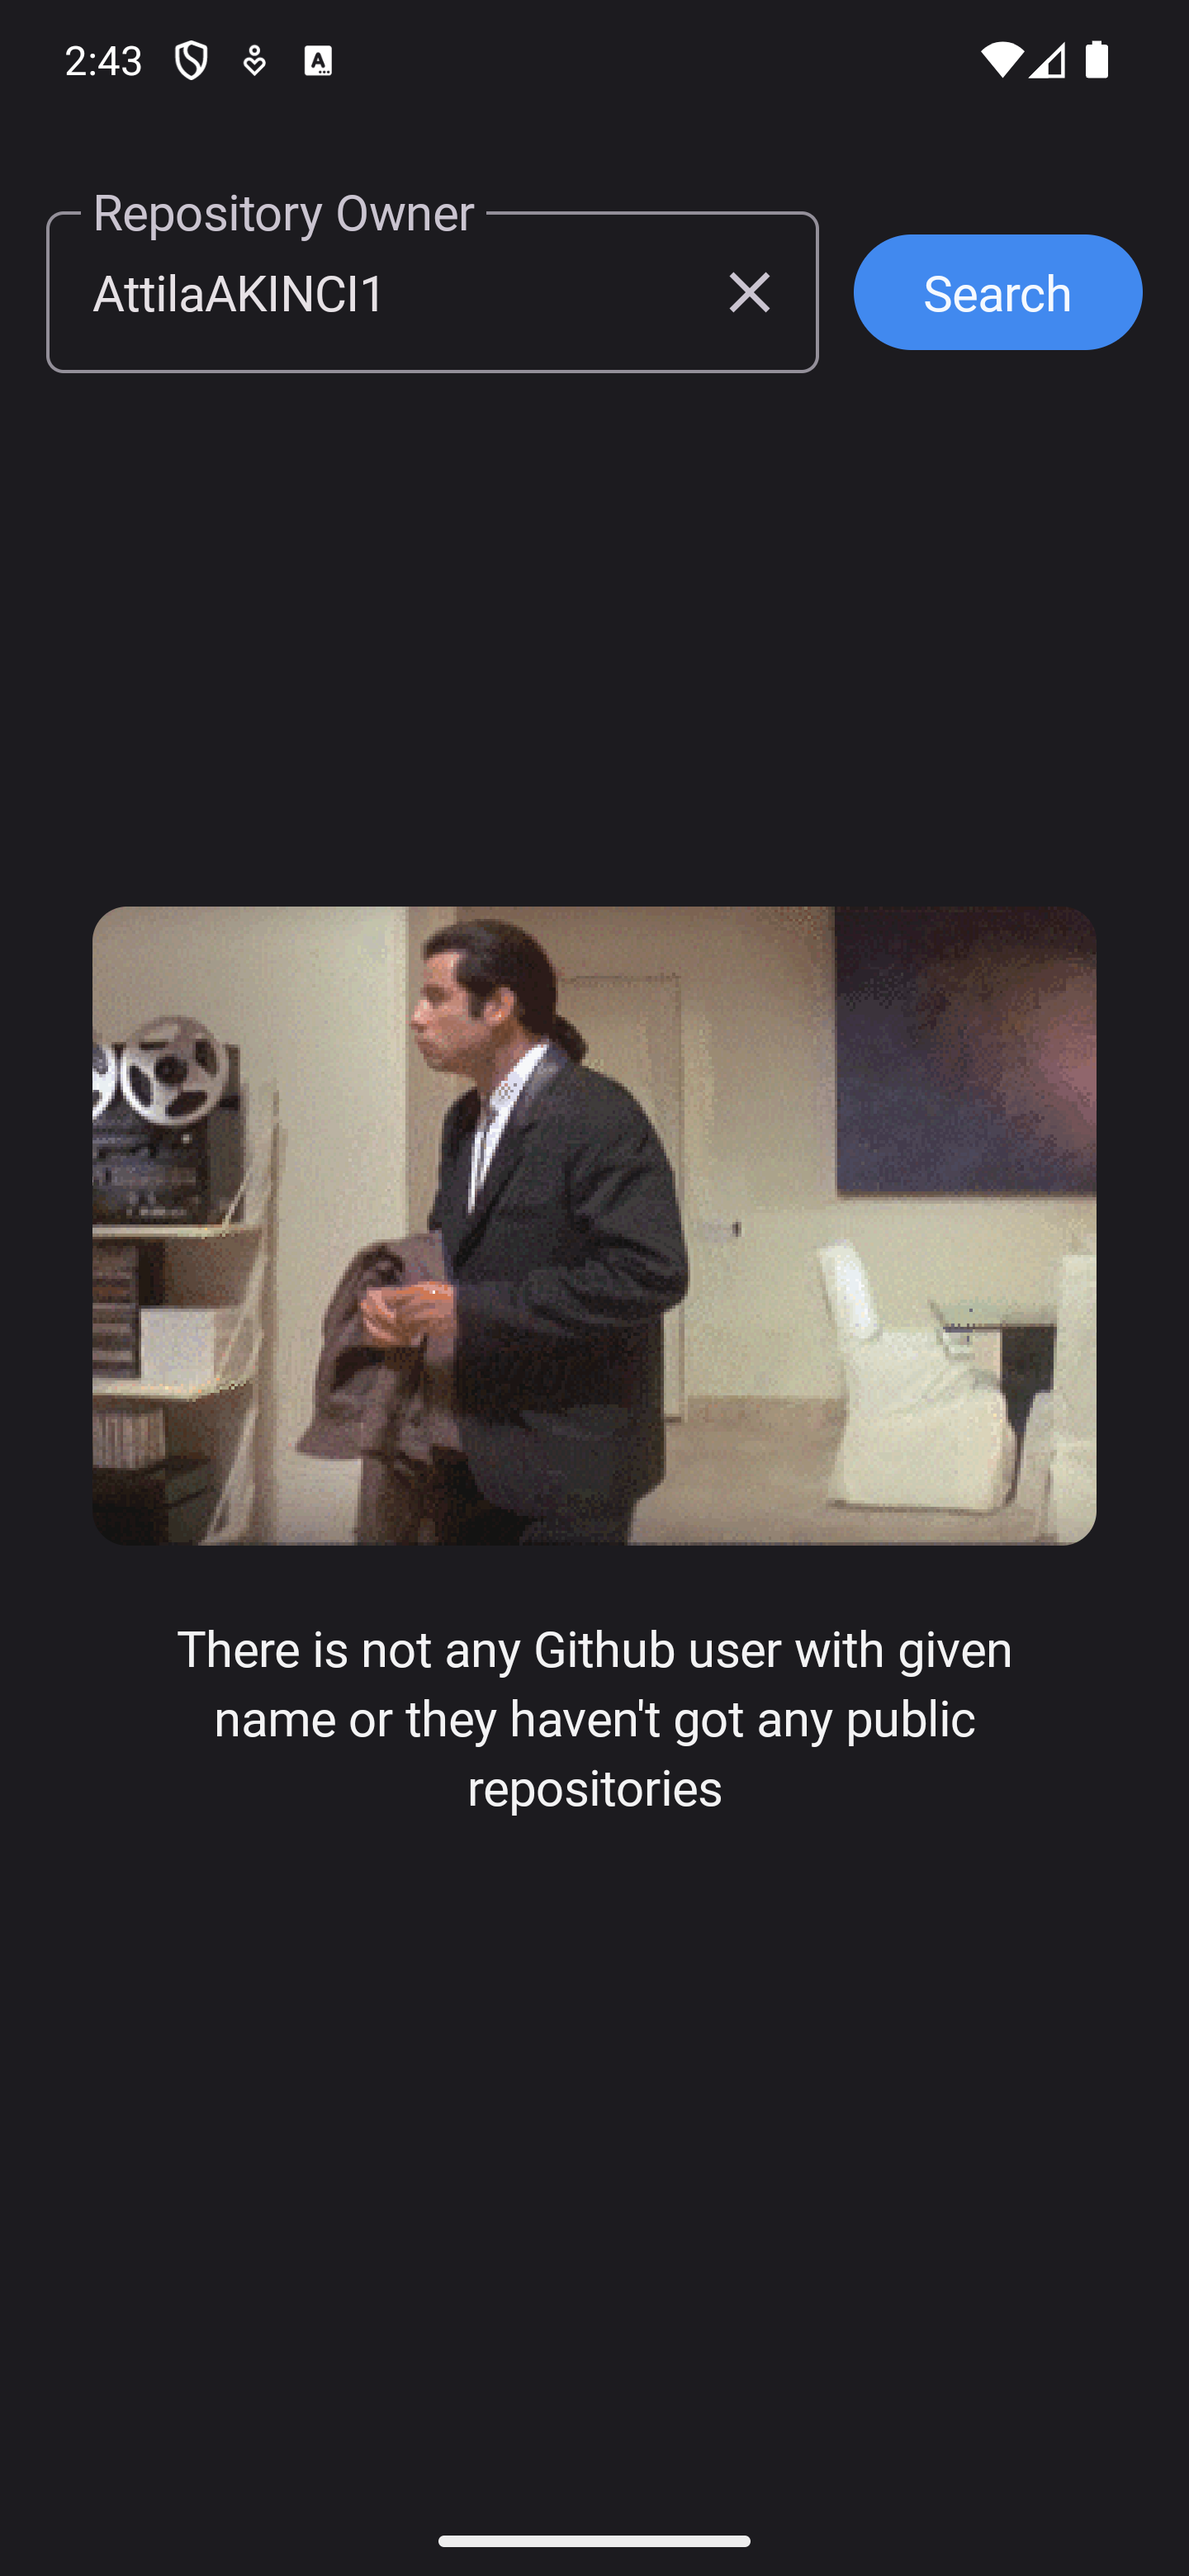 2:43
Repository Owner
AttilaAKINCI1
Search
There is not any Github user with given
name or they haven't got any public
repositories